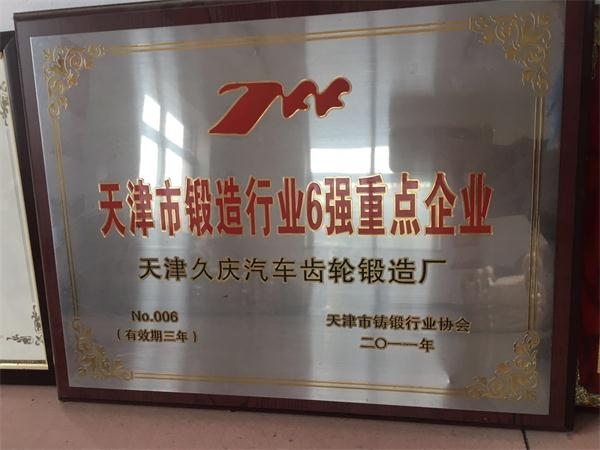 天津市锻造行业6强重点企业
天津久庆汽车齿轮锻造厂
No.006
（有效期三年）
天津市铸锻行业协会
二〇一一年